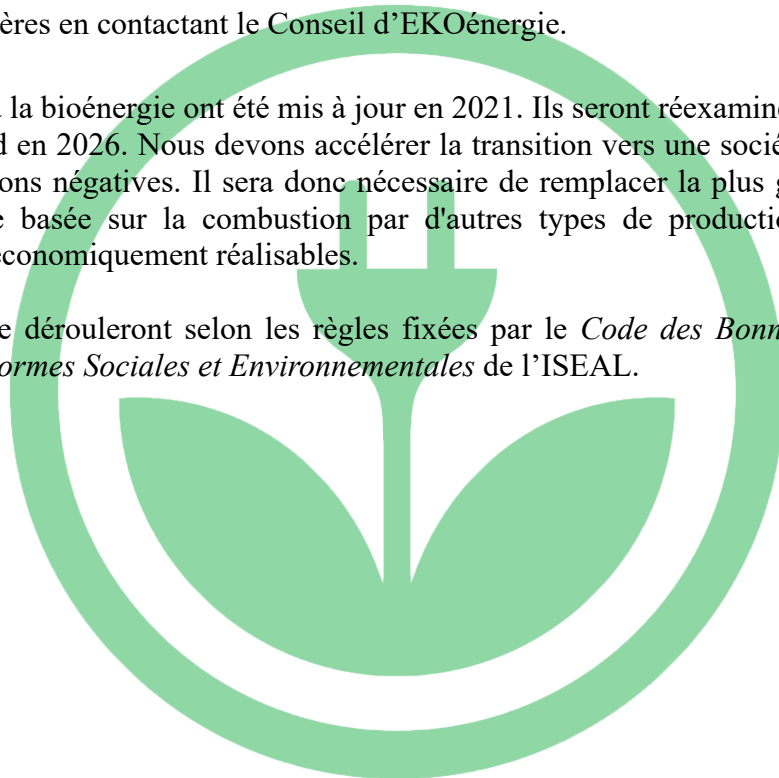 ères en contactant le Conseil d’EKOénergie.
la bioénergie ont été mis à jour en 2021. Ils seront réexamin
en 2026. Nous devons accélérer la transition vers une socié
ons négatives. Il sera donc nécessaire de remplacer la plus g
basée sur la combustion par d'autres types de producti
économiquement réalisables.
e dérouleront selon les règles fixées par le Code des Bonn
ormes Sociales et Environnementales de l’ISEAL.